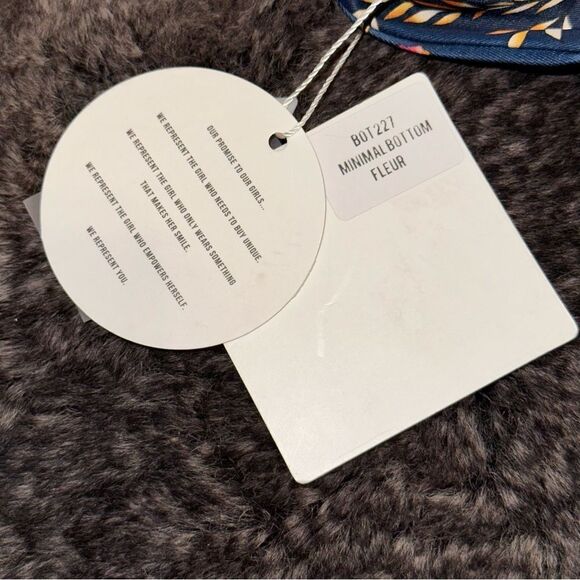 OUR PROMISE TO OUR GIRLS...
WE REPRESENT THE GIRL WHO NEEDS TO BUY UNIQUE.
WE REPRESENT THE GIRL WHO ONLY WEARS SOMETHING
THAT MAKES HER SMILE.
WE REPRESENT THE GIRL WHO EMPOWERS HERSELF.
WE REPRESENT YOU.
BOT227
MINIMAL BOTTOM
FLEUR